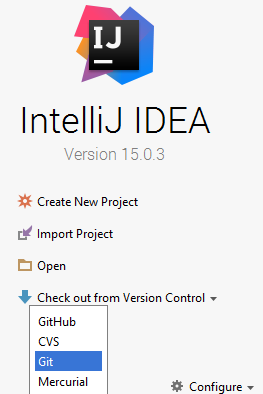 IJ
IntelliJ IDEA
Version 15.0.3
Create New Project
Import Project
Open
Check out from Version Control
GitHub
CVS
Git
Mercurial
Configure